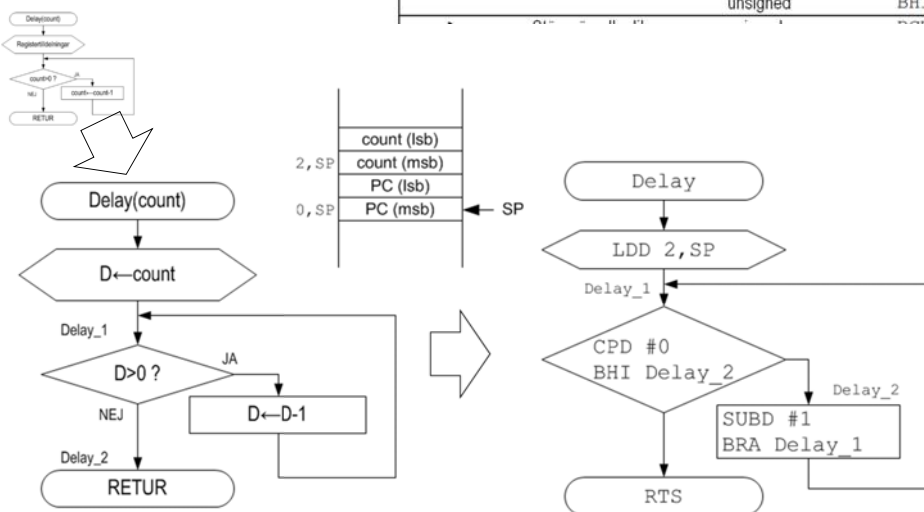 unsigned
BHI
Delay(count)
Registertilldelningar
count>0 ?
JA
count←count-1
NEJ
RETUR
count (lsb)
2,SP count (msb)
PC (lsb)
0,SP PC (msb) SP
Delay(count)
D←count
Delay_1
D>0 ?
JA
NEJ
D←D-1
Delay_2
RETUR
Delay
LDD 2,SP
Delay_1
CPD #0
BHI Delay_2
Delay_2
SUBD #1
BRA Delay_1
RTS